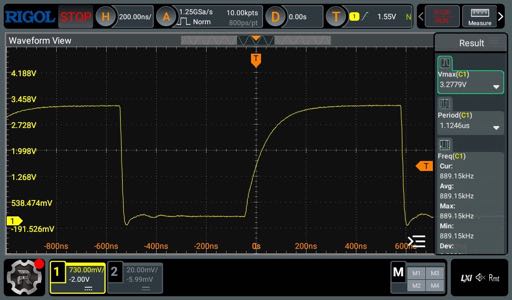 RIGOL STOP H 200.00ns/ A 1.25GSa/s 10.00kpts D 0.00s T 1 1.55V N
Norm 800pt/s Measure
Waveform View Result
4.188V
3.458V
2.728V
1.998V
1.268V
538.474mV
-191.526mV
-800ns -600ns -400ns -200ns 0s 200ns 400ns 600
T
T
1
Vmax(C1)
3.2779V
Period(C1)
1.1246us
Freq(C1)
Cur:
889.15kHz
Avg:
889.15kHz
Max:
889.15kHz
Min:
889.15kHz
Dev:
1 730.00mV/ 2 20.00mV/ M M1 M3 LXI Rmt
-2.00V -5.99mV M2 M4